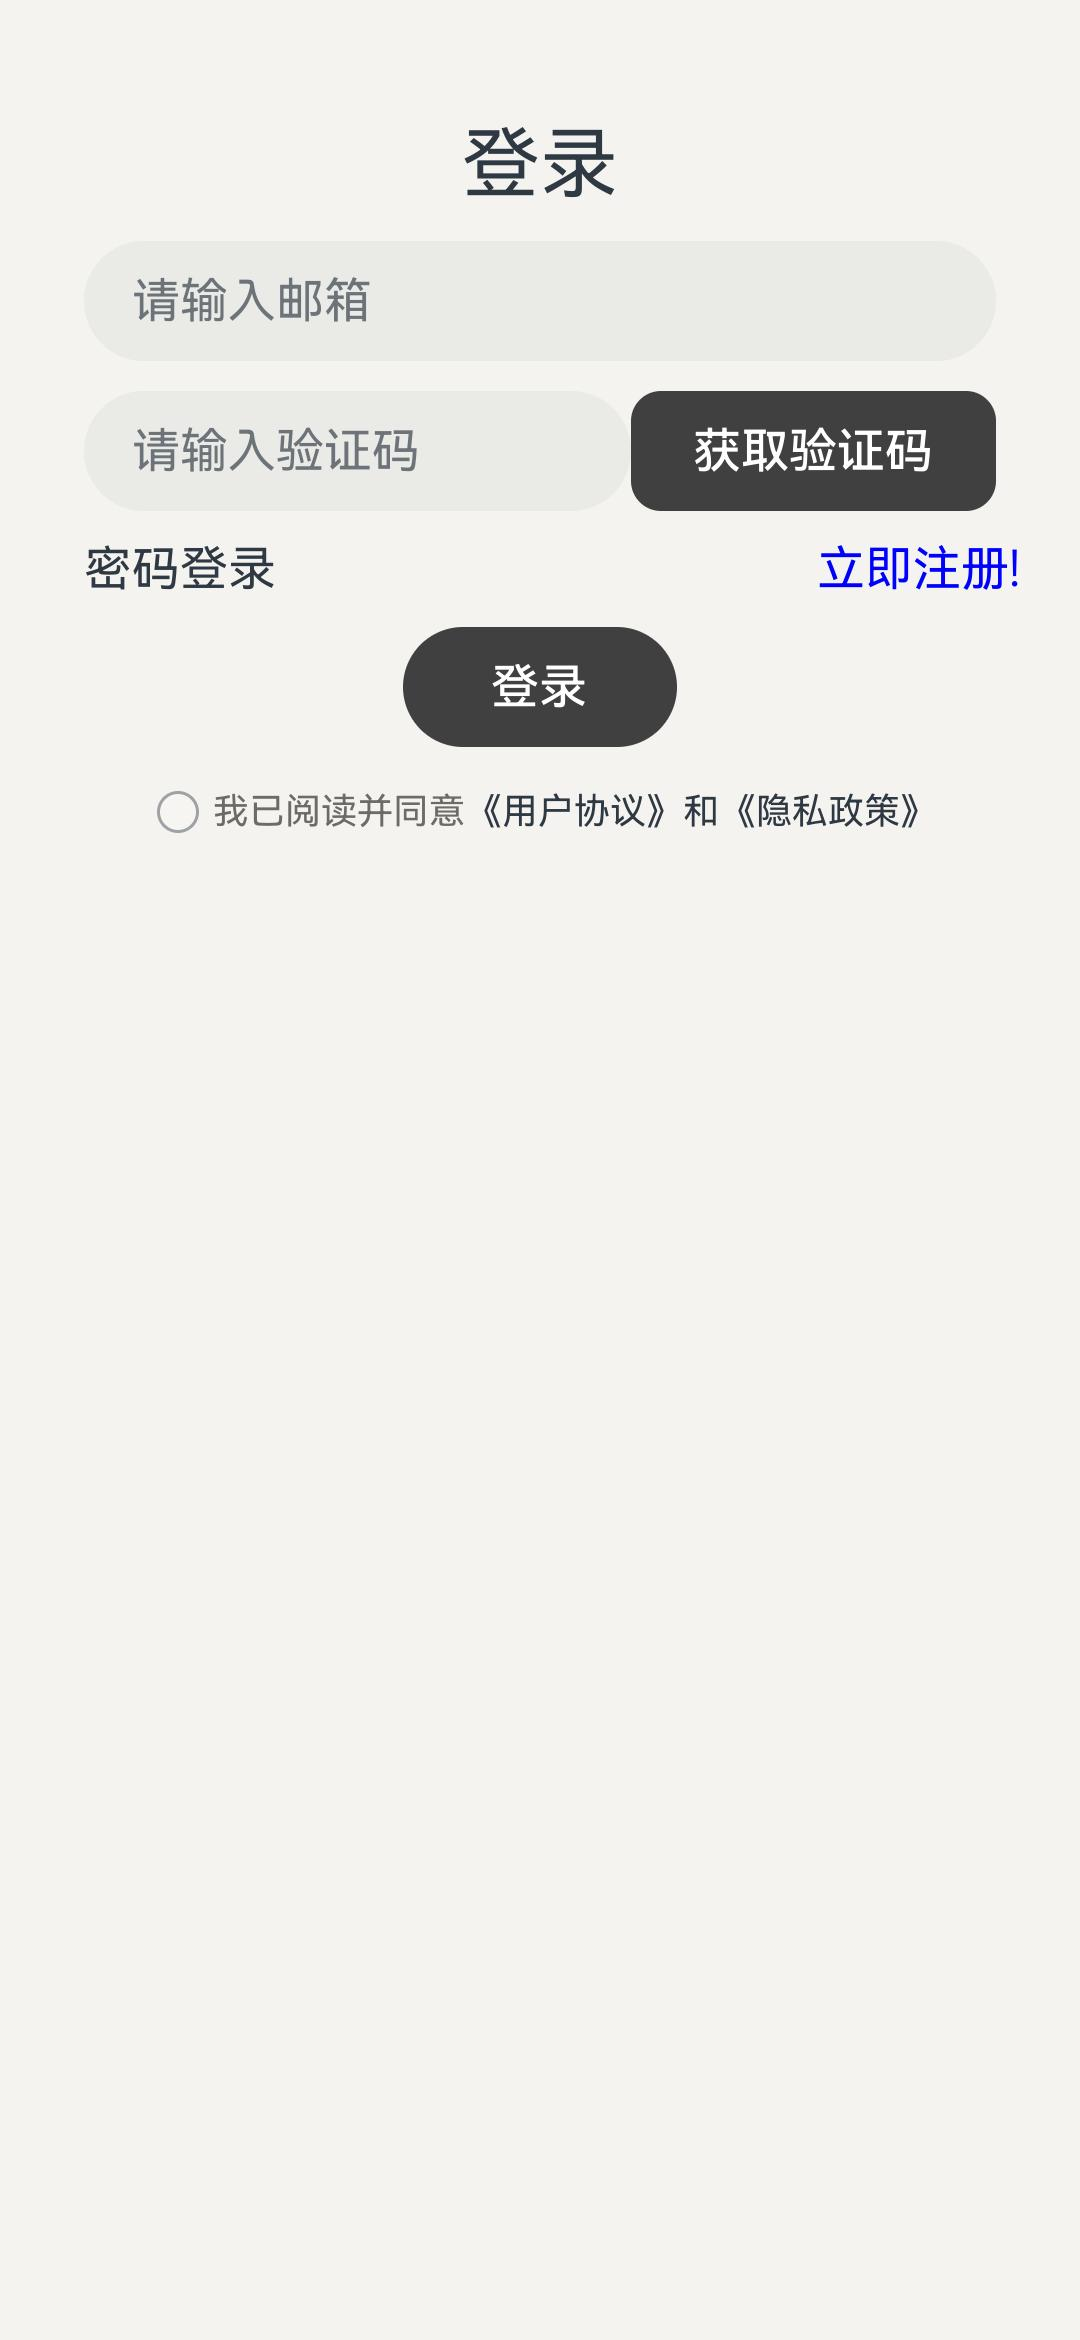 登录
请输入邮箱
请输入验证码 获取验证码
密码登录 立即注册!
登录
我已阅读并同意《用户协议》和《隐私政策》